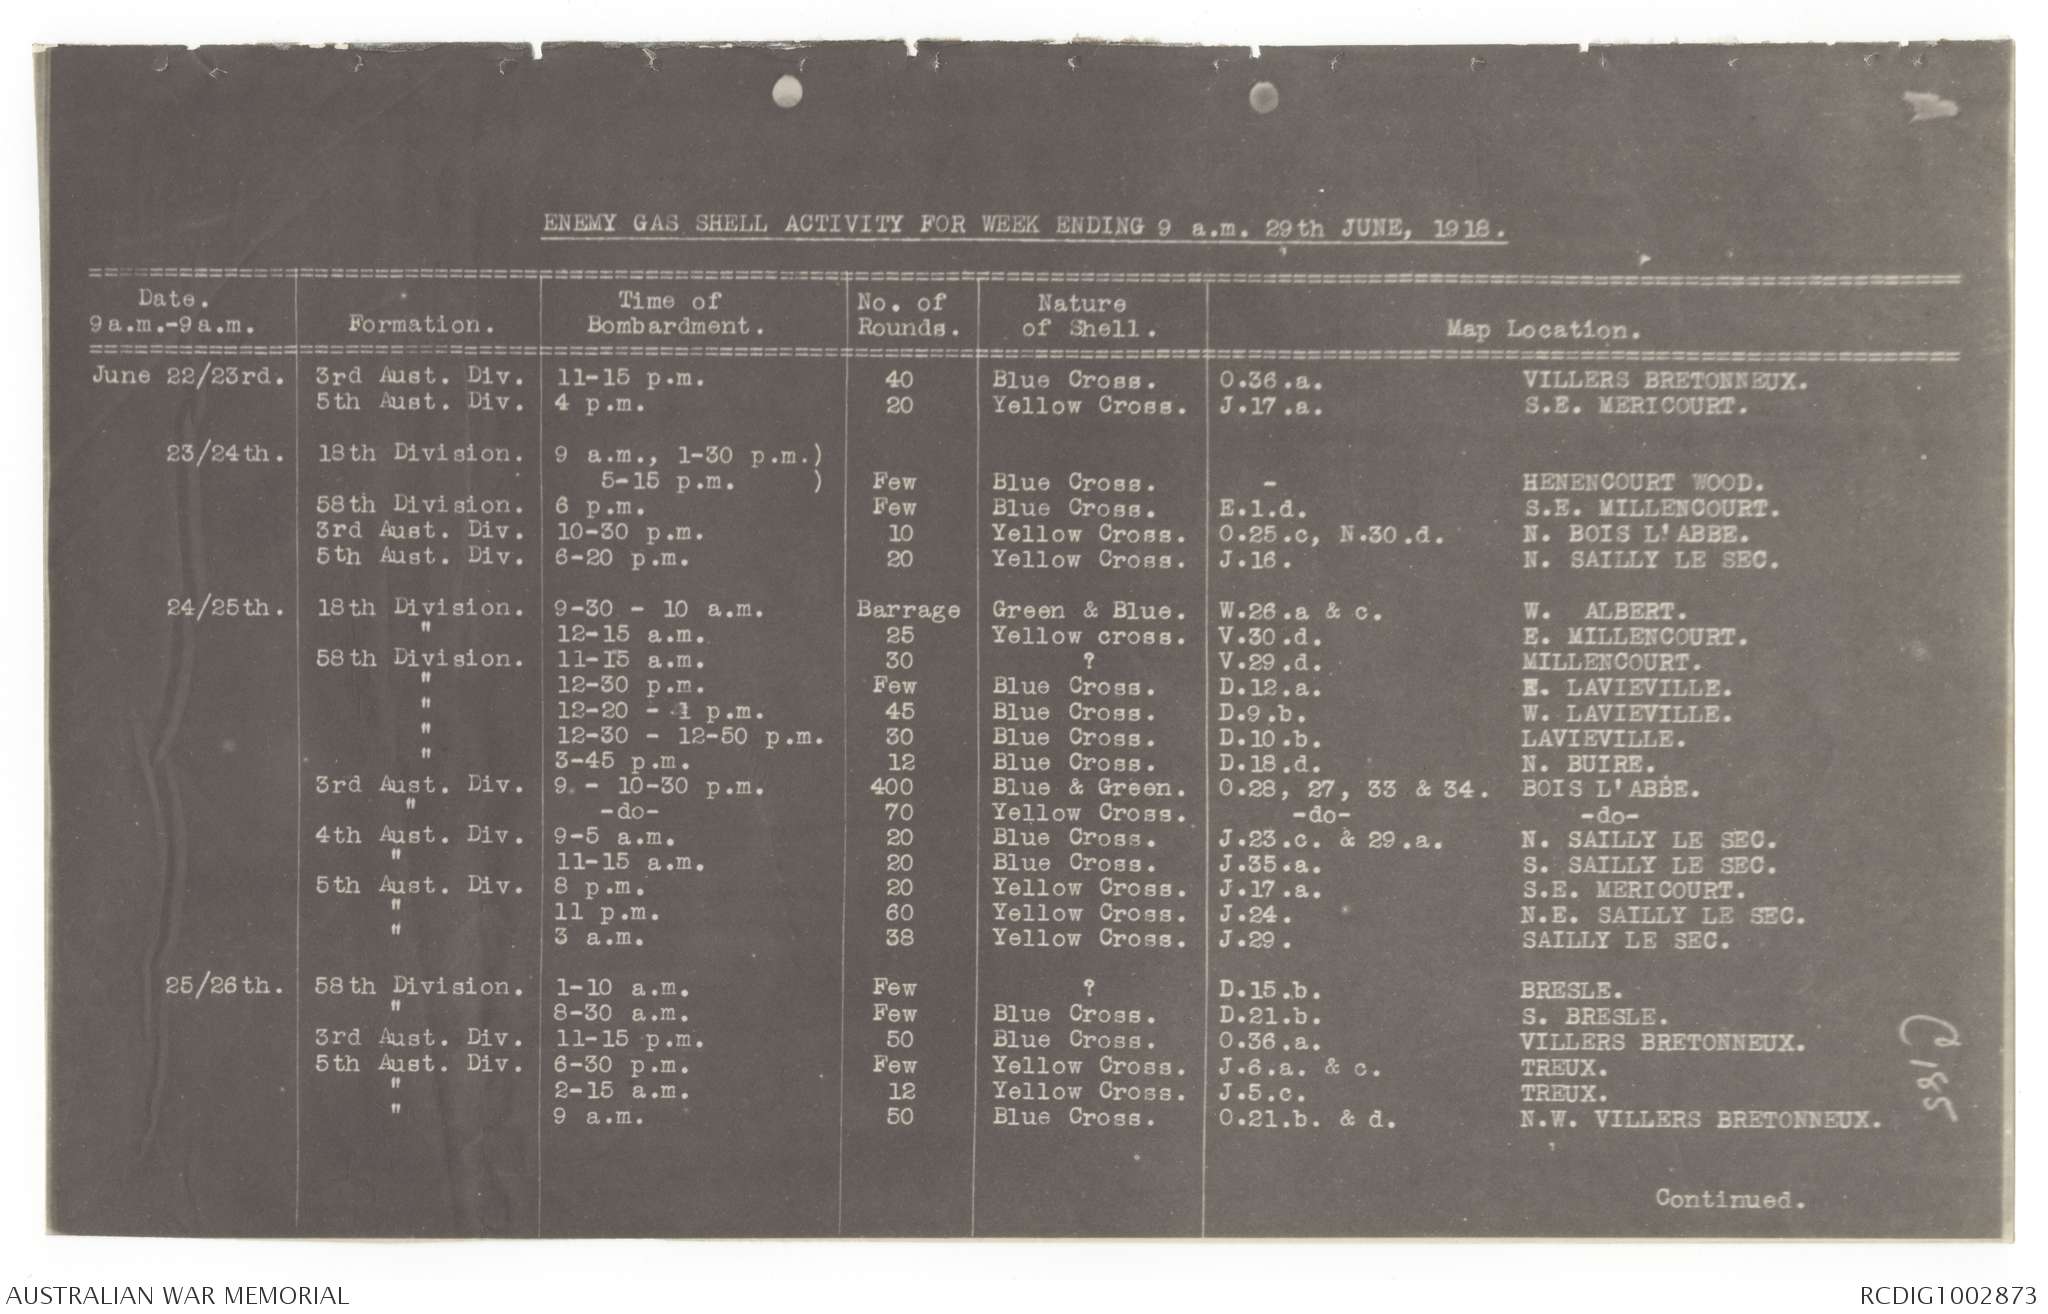 ENEMY GAS SHELL ACTIVITY FOR WEEK ENDING 9 a.m. 29th JUNE, 1918.
Date. 9 a.m.-9 a.m. Formation. Time of Bombardment. No. of Rounds. Nature of Shell. Map Location.
June 22/23rd. 3rd Aust. Div. 11-15 p.m. 40 Blue Cross. O.36.a. VILLERS BRETONNEUX.
5th Aust. Div. 4 p.m. 20 Yellow Cross. J.17.a. S.E. MERICOURT.
23/24th. 18th Division. 9 a.m., 1-30 p.m.)
5-15 p.m. ) Few Blue Cross. - HENENCOURT WOOD.
58th Division. 6 p.m. Few Blue Cross. E.1.d. S.E. MILLENCOURT.
3rd Aust. Div. 10-30 p.m. 10 Yellow Cross. O.25.c, N.30.d. N. BOIS L'ABBE.
5th Aust. Div. 6-20 p.m. 20 Yellow Cross. J.16. N. SAILLY LE SEC.
24/25th. 18th Division. 9-30 - 10 a.m. Barrage Green & Blue. W.26.a & c. W. ALBERT.
" 12-15 a.m. 25 Yellow cross. V.30.d. E. MILLENCOURT.
58th Division. 11-15 a.m. 30 ? V.29.d. MILLENCOURT.
" 12-30 p.m. Few Blue Cross. D.12.a. E. LAVIEVILLE.
" 12-20 - 1 p.m. 45 Blue Cross. D.9.b. W. LAVIEVILLE.
" 12-30 - 12-50 p.m. 30 Blue Cross. D.10.b. LAVIEVILLE.
" 3-45 p.m. 12 Blue Cross. D.18.d. N. BUIRE.
3rd Aust. Div. 9 - 10-30 p.m. 400 Blue & Green. O.28, 27, 33 & 34. BOIS L'ABBE.
" -do- 70 Yellow Cross. -do- -do-
4th Aust. Div. 9-5 a.m. 20 Blue Cross. J.23.c. & 29.a. N. SAILLY LE SEC.
" 11-15 a.m. 20 Blue Cross. J.35.a. S. SAILLY LE SEC.
5th Aust. Div. 8 p.m. 20 Yellow Cross. J.17.a. S.E. MERICOURT.
" 11 p.m. 60 Yellow Cross. J.24. N.E. SAILLY LE SEC.
" 3 a.m. 38 Yellow Cross. J.29. SAILLY LE SEC.
25/26th. 58th Division. 1-10 a.m. Few ? D.15.b. BRESLE.
" 8-30 a.m. Few Blue Cross. D.21.b. S. BRESLE.
3rd Aust. Div. 11-15 p.m. 50 Blue Cross. O.36.a. VILLERS BRETONNEUX.
5th Aust. Div. 6-30 p.m. Few Yellow Cross. J.6.a. & c. TREUX.
" 2-15 a.m. 12 Yellow Cross. J.5.c. TREUX.
" 9 a.m. 50 Blue Cross. O.21.b. & d. N.W. VILLERS BRETONNEUX.
Continued.
AUSTRALIAN WAR MEMORIAL
RCDIG1002873